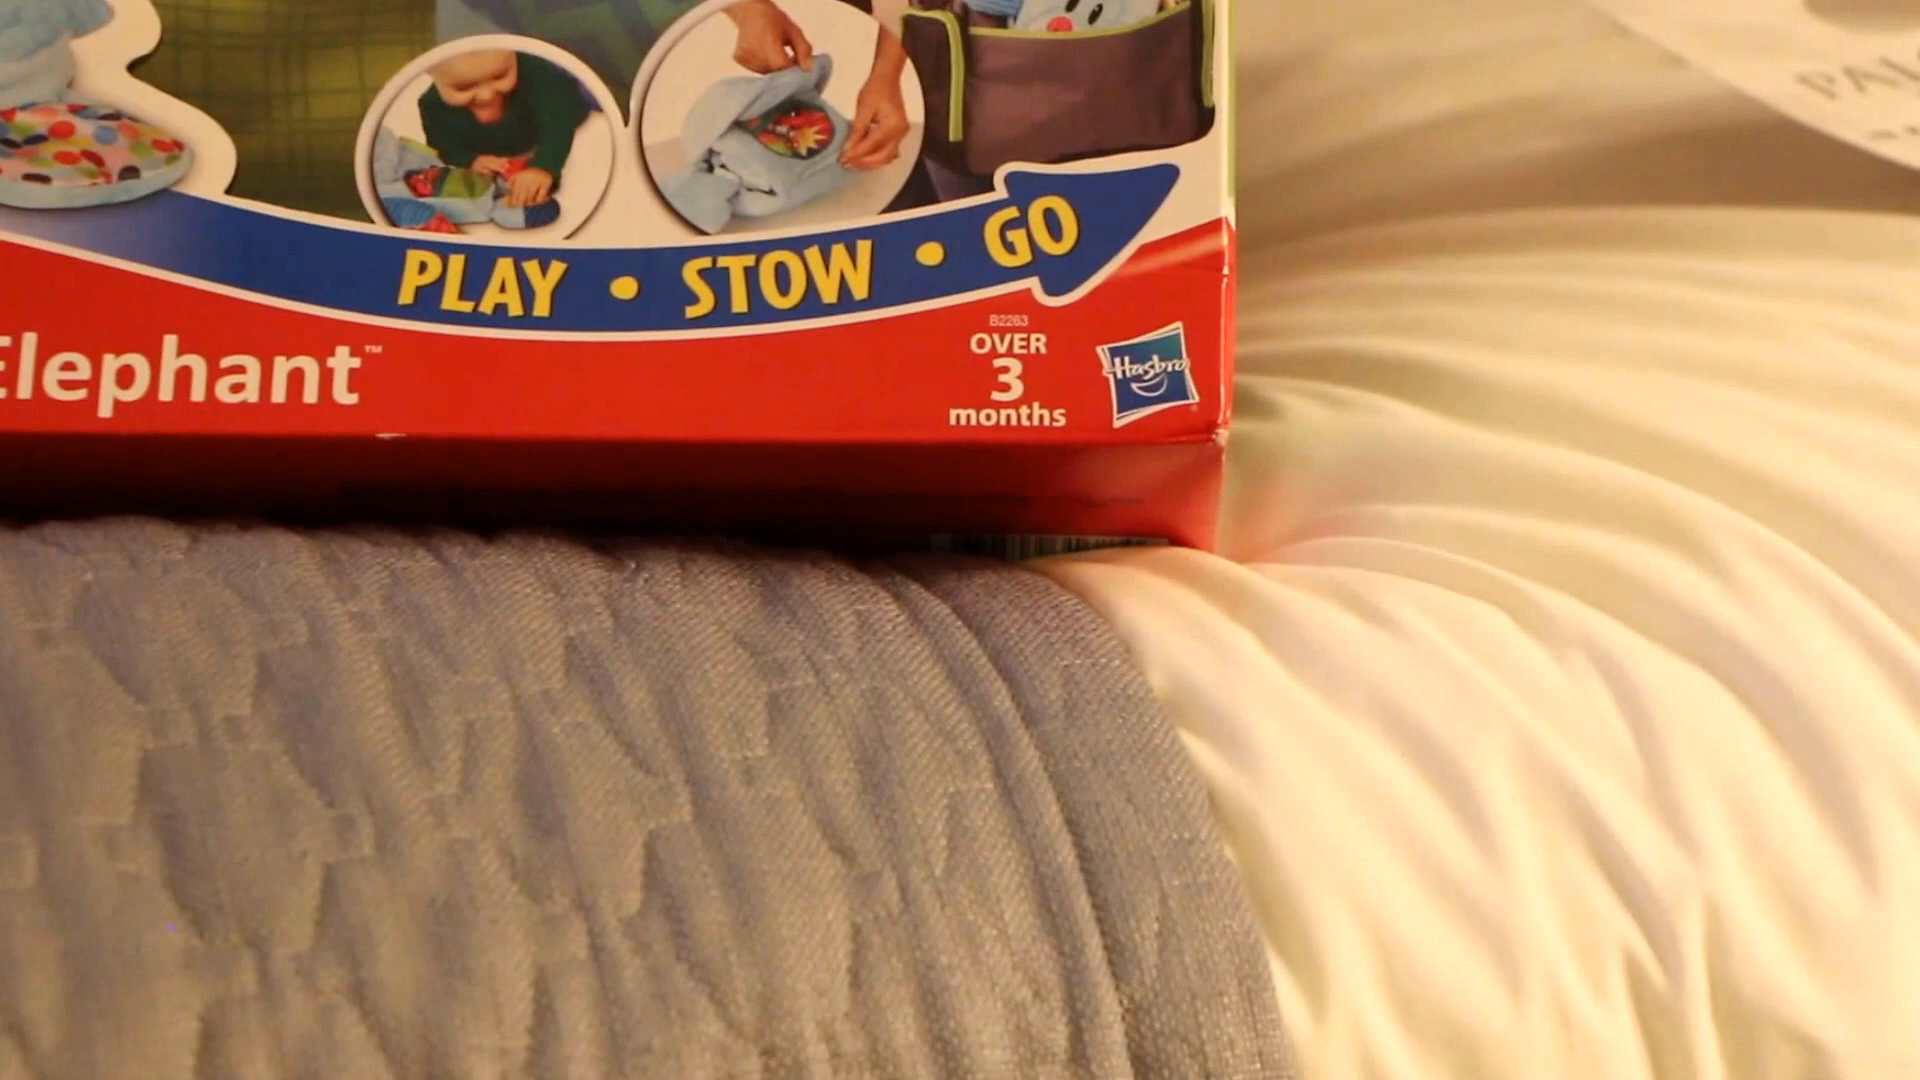 PLAY • STOW • GO
Elephant™
B2263
OVER
3
months
Hasbro